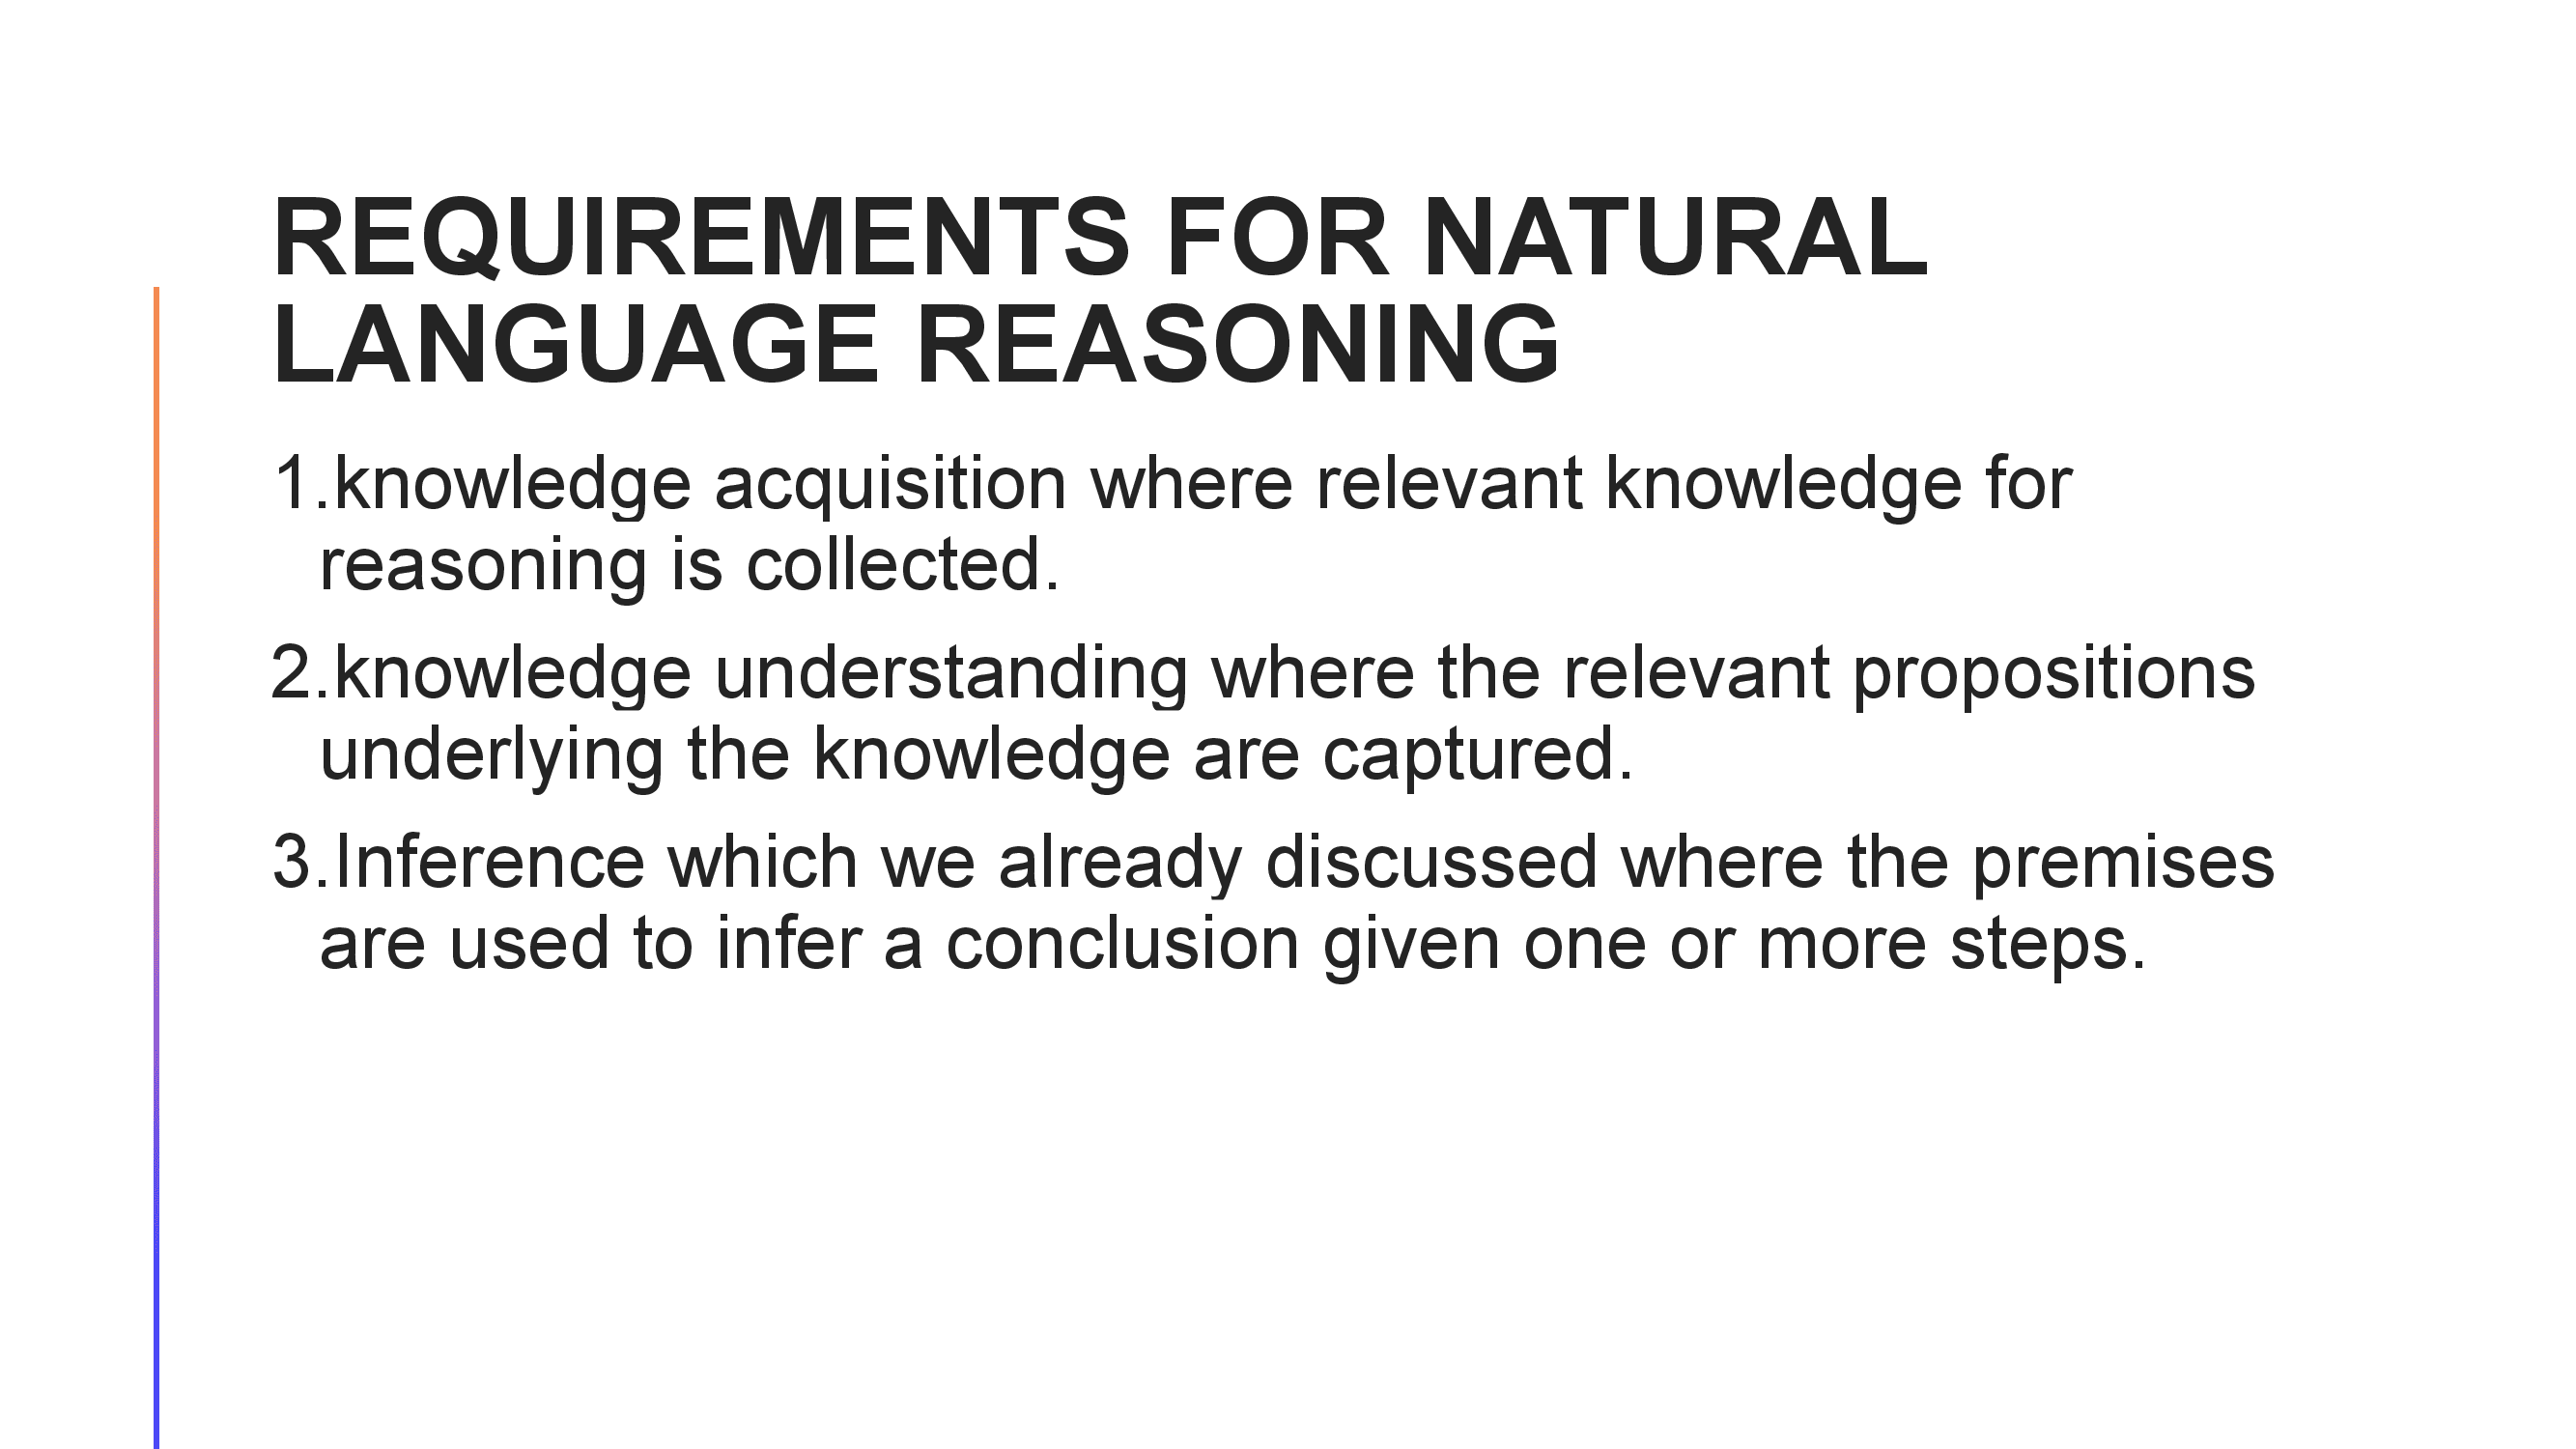 REQUIREMENTS FOR NATURAL
LANGUAGE REASONING
1.knowledge acquisition where relevant knowledge for
reasoning is collected.
2.knowledge understanding where the relevant propositions
underlying the knowledge are captured.
3.Inference which we already discussed where the premises
are used to infer a conclusion given one or more steps.